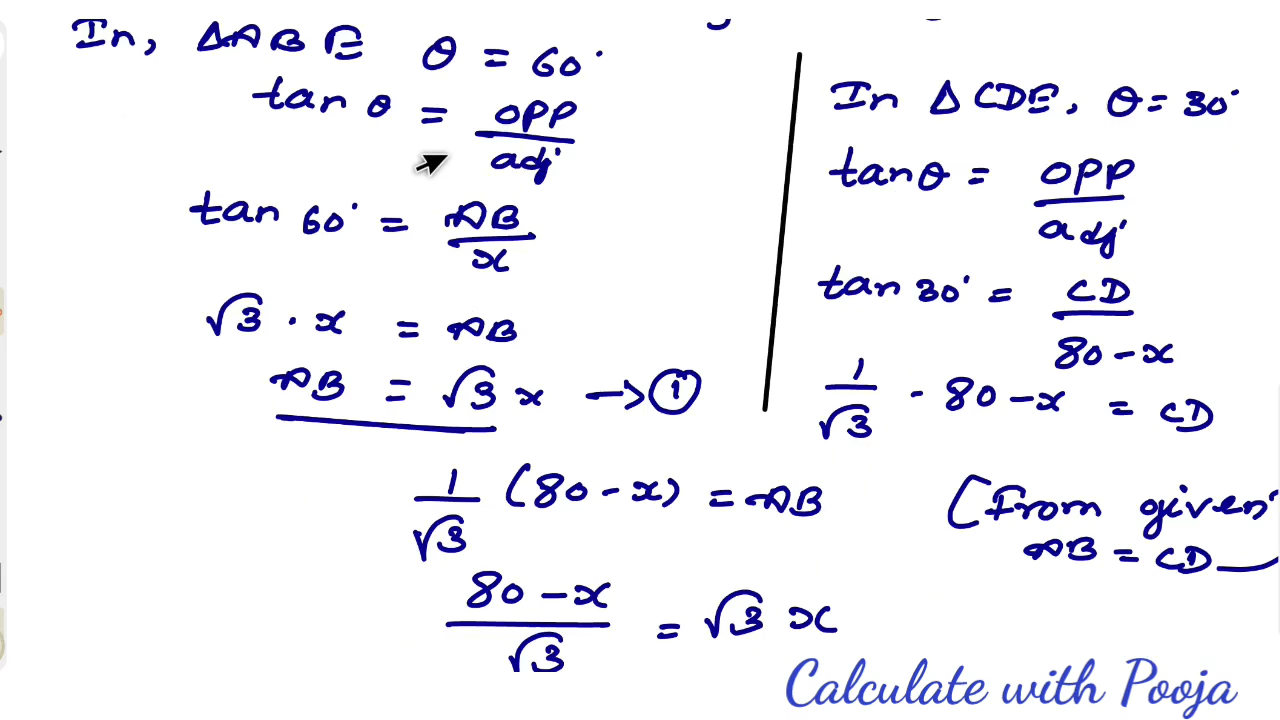 In, ΔABE θ = 60°
tan θ = opp/adj
tan 60° = AB/x
√3 · x = AB
AB = √3 x → ①
In Δ CDE, θ = 30°
tan θ = opp/adj
tan 30° = CD/80-x
1/√3 · 80-x = CD
1/√3 (80-x) = AB
(From given
AB = CD
80-x/√3 = √3 x
Calculate with Pooja